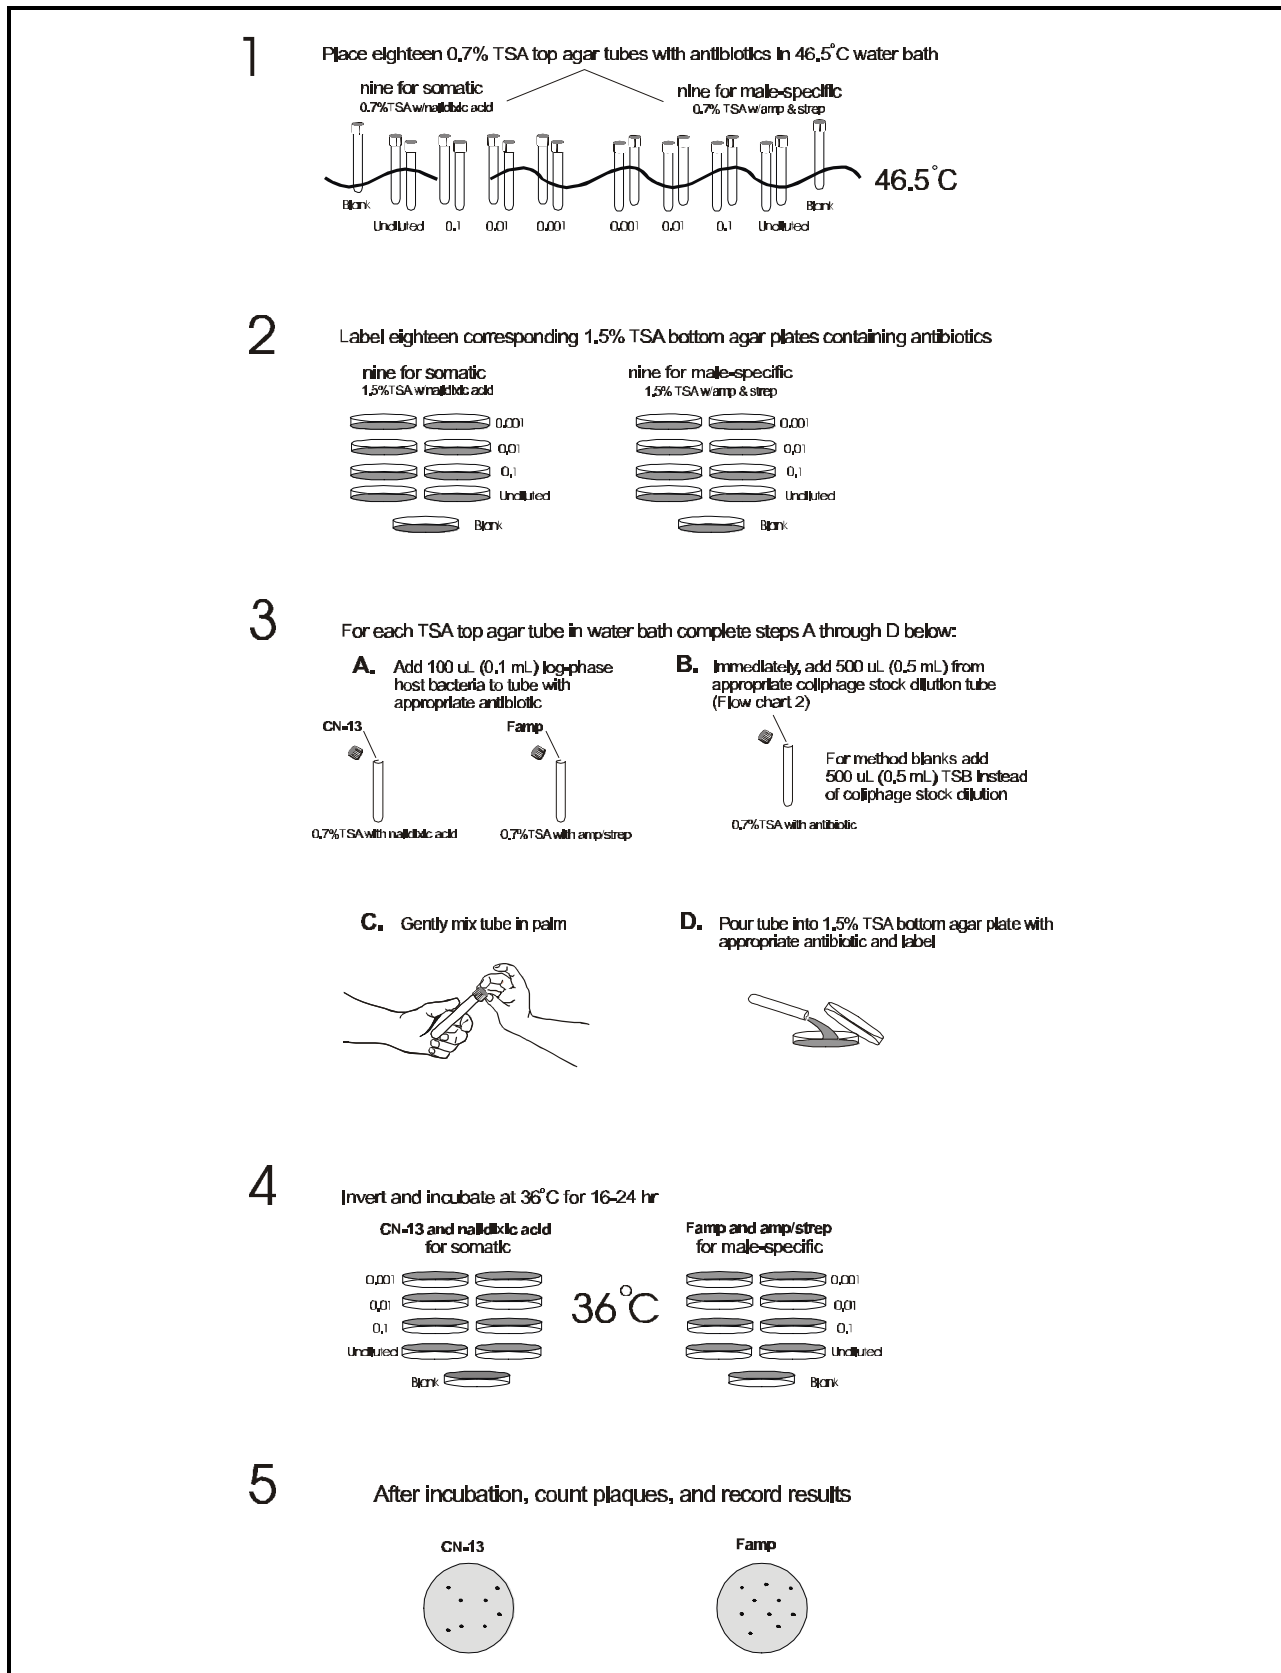 1
Place eighteen 0.7% TSA top agar tubes with antibiotics in 46.5°C water bath
nine for somatic
0.7%TSA w/nalidixic acid
nine for male-specific
0.7% TSA w/amp & strep
46.5°C
Blank
Blank
Undiluted 0.1 0.01 0.001 0.001 0.01 0.1 Undiluted
2
Label eighteen corresponding 1.5% TSA bottom agar plates containing antibiotics
nine for somatic
1.5%TSA w/nalidixic acid
0.001
0.01
0.1
Undiluted
Blank
nine for male-specific
1.5% TSA w/amp & strep
0.001
0.01
0.1
Undiluted
Blank
3
For each TSA top agar tube in water bath complete steps A through D below:
A. Add 100 uL (0.1 mL) log-phase
host bacteria to tube with
appropriate antibiotic
CN-13
Famp
0.7%TSA with nalidixic acid
0.7%TSA with amp/strep
B. Immediately, add 500 uL (0.5 mL) from
appropriate coliphage stock dilution tube
(Flow chart 2)
For method blanks add
500 uL (0.5 mL) TSB instead
of coliphage stock dilution
0.7%TSA with antibiotic
C. Gently mix tube in palm
D. Pour tube into 1.5% TSA bottom agar plate with
appropriate antibiotic and label
4
Invert and incubate at 36°C for 16-24 hr
CN-13 and nalidixic acid
for somatic
0.001
0.01
0.1
Undiluted
Blank
36°C
Famp and amp/strep
for male-specific
0.001
0.01
0.1
Undiluted
Blank
5
After incubation, count plaques, and record results
CN-13
Famp